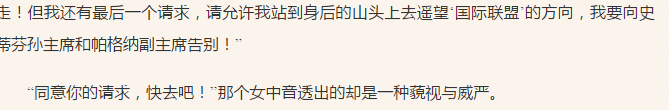 走！但我还有最后一个请求，请允许我站到身后的山头上去遥望‘国际联盟’的方向，我要向史
蒂芬孙主席和帕格纳副主席告别！”
“同意你的请求，快去吧！”那个女中音透出的却是一种藐视与威严。